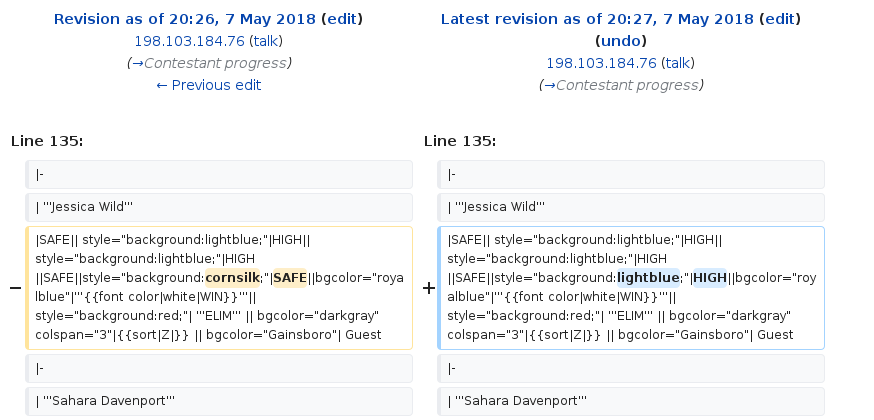 Revision as of 20:26, 7 May 2018 (edit)
198.103.184.76 (talk)
(→Contestant progress)
← Previous edit
Latest revision as of 20:27, 7 May 2018 (edit)
(undo)
198.103.184.76 (talk)
(→Contestant progress)
Line 135:
Line 135:
|-
|-
| '''Jessica Wild'''
| '''Jessica Wild'''
−
|SAFE|| style="background:lightblue;"|HIGH||
style="background:lightblue;"|HIGH
||SAFE||style="background:cornsilk;"|SAFE||bgcolor="roya
lblue"|'''{{font color|white|WIN}}'''||
style="background:red;"| '''ELIM''' || bgcolor="darkgray"
colspan="3"|{{sort|Z|}} || bgcolor="Gainsboro"| Guest
+
|SAFE|| style="background:lightblue;"|HIGH||
style="background:lightblue;"|HIGH
||SAFE||style="background:lightblue;"|HIGH||bgcolor="roy
alblue"|'''{{font color|white|WIN}}'''||
style="background:red;"| '''ELIM''' || bgcolor="darkgray"
colspan="3"|{{sort|Z|}} || bgcolor="Gainsboro"| Guest
|-
|-
| '''Sahara Davenport'''
| '''Sahara Davenport'''